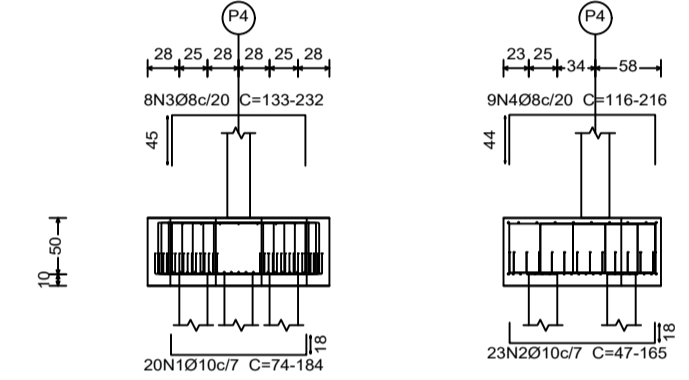 P4
P4
28 25 28 28 25 28
23 25 34 58
8N3Ø8c/20 C=133-232
9N4Ø8c/20 C=116-216
45
44
50
10
18
18
20N1Ø10c/7 C=74-184
23N2Ø10c/7 C=47-165